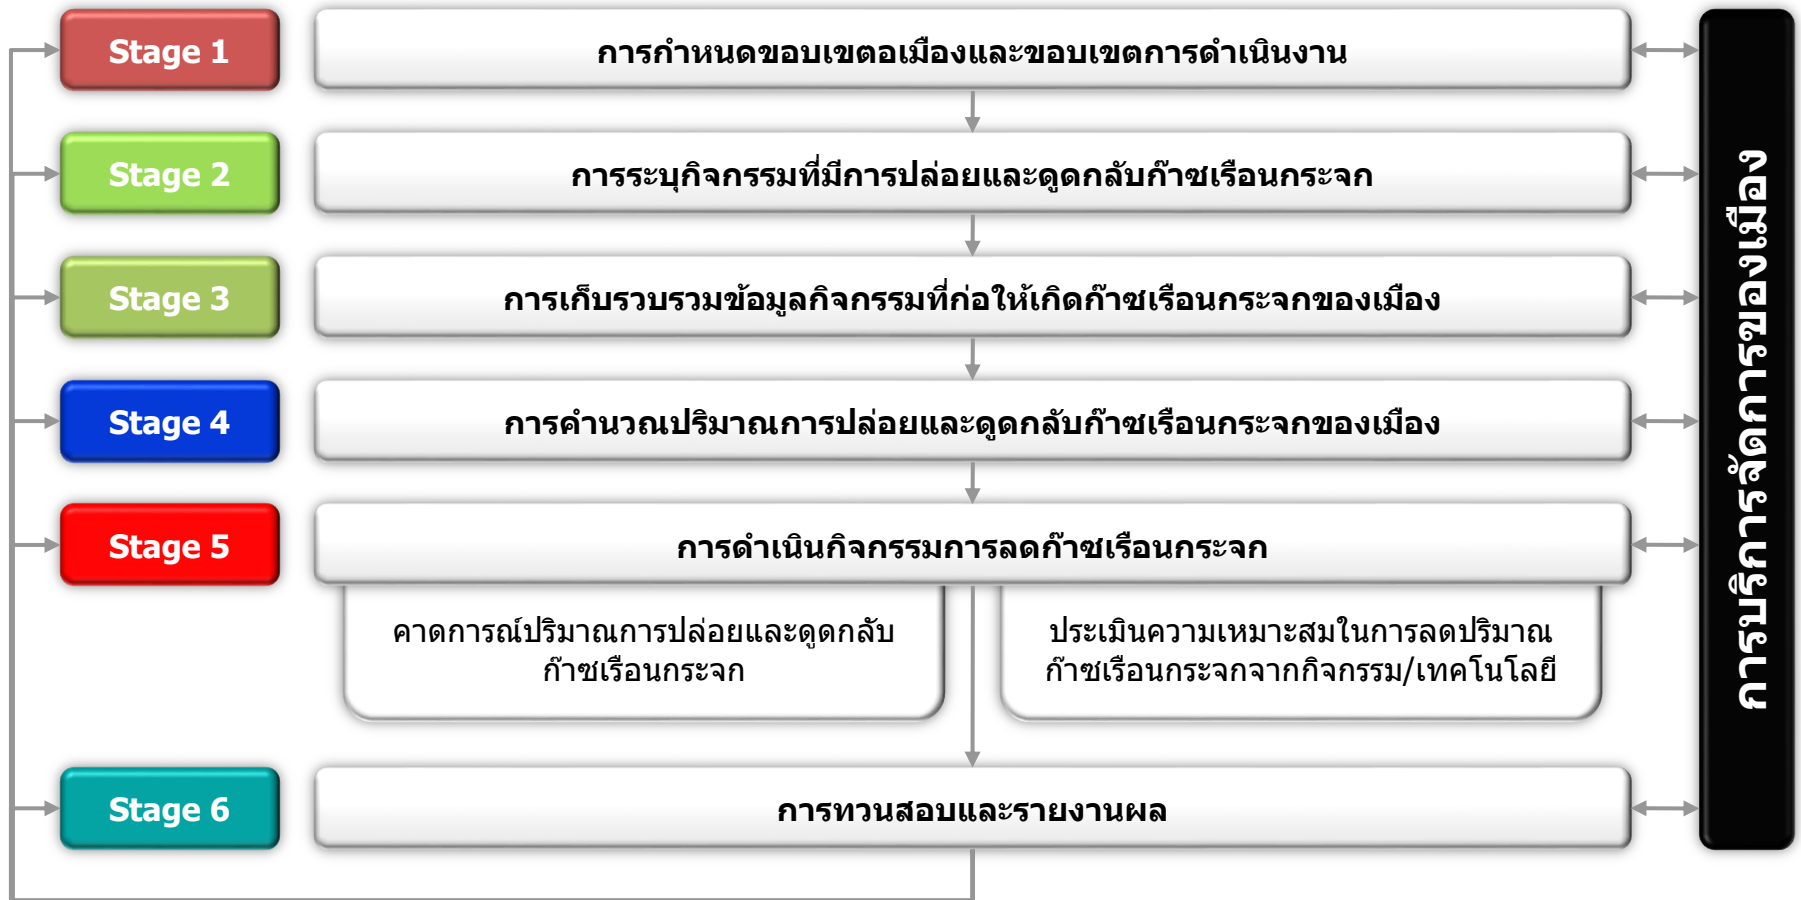 Stage 1
การกำหนดขอบเขตอเมืองและขอบเขตการดำเนินงาน
Stage 2
การระบุกิจกรรมที่มีการปล่อยและดูดกลับก๊าซเรือนกระจก
Stage 3
การเก็บรวบรวมข้อมูลกิจกรรมที่ก่อให้เกิดก๊าซเรือนกระจกของเมือง
Stage 4
การคำนวณปริมาณการปล่อยและดูดกลับก๊าซเรือนกระจกของเมือง
Stage 5
การดำเนินกิจกรรมการลดก๊าซเรือนกระจก
คาดการณ์ปริมาณการปล่อยและดูดกลับ
ก๊าซเรือนกระจก
ประเมินความเหมาะสมในการลดปริมาณ
ก๊าซเรือนกระจกจากกิจกรรม/เทคโนโลยี
Stage 6
การทวนสอบและรายงานผล
การบริการจัดการของเมือง